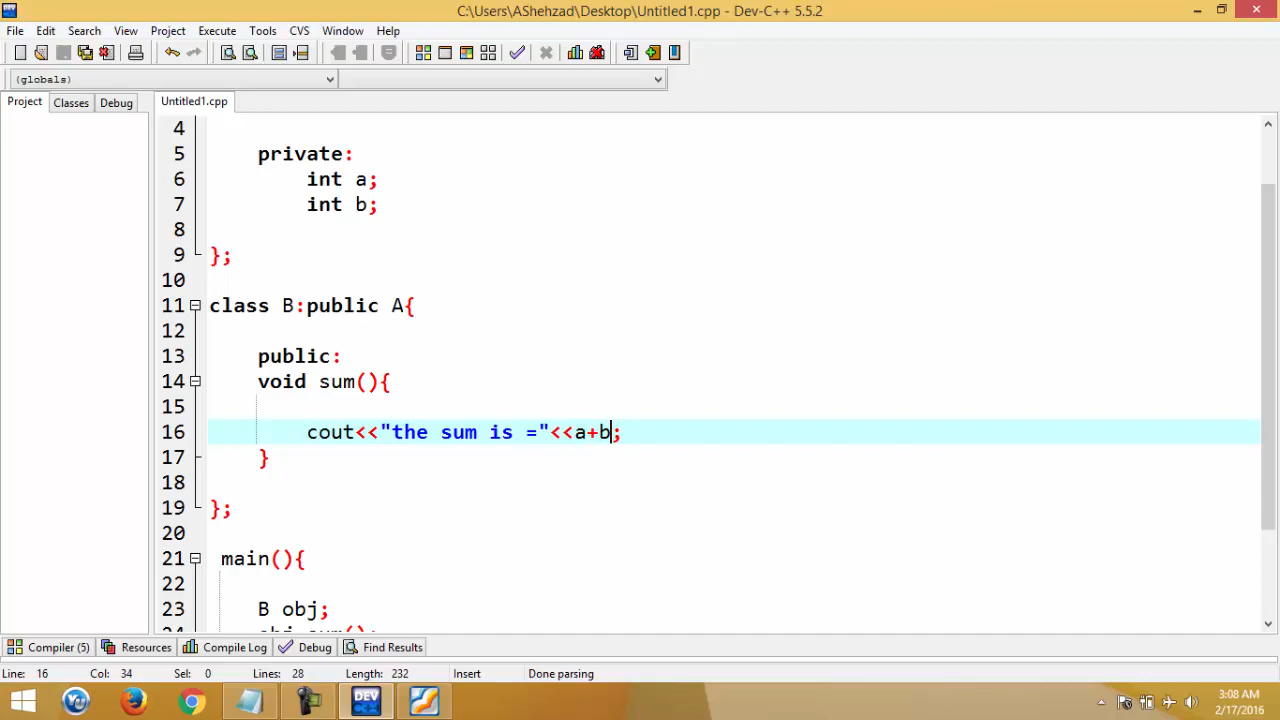 C:\Users\AShehzad\Desktop\Untitled1.cpp - Dev-C++ 5.5.2
File Edit Search View Project Execute Tools CVS Window Help
(globals)
Project Classes Debug Untitled1.cpp
4
5 private:
6 int a;
7 int b;
8
9 };
10
11 class B:public A{
12
13 public:
14 void sum(){
15
16 cout<<"the sum is ="<<a+b;
17 }
18
19 };
20
21 main(){
22
23 B obj;
24 obj.sum();
Compiler (5) Resources Compile Log Debug Find Results
Line: 16 Col: 34 Sel: 0 Lines: 28 Length: 232 Insert Done parsing
DEV
3:08 AM
2/17/2016